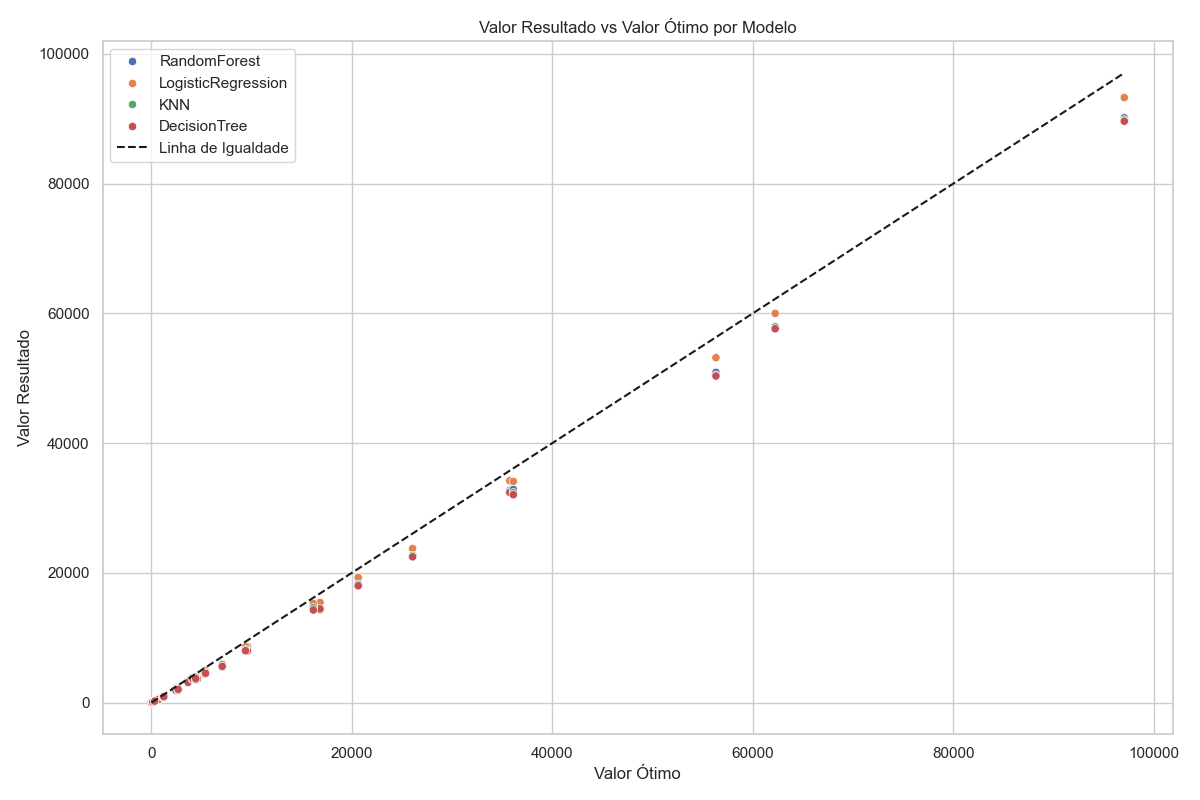 Valor Resultado vs Valor Ótimo por Modelo
RandomForest
LogisticRegression
KNN
DecisionTree
Linha de Igualdade
100000
80000
60000
40000
20000
0
Valor Resultado
0
20000
40000
60000
80000
100000
Valor Ótimo